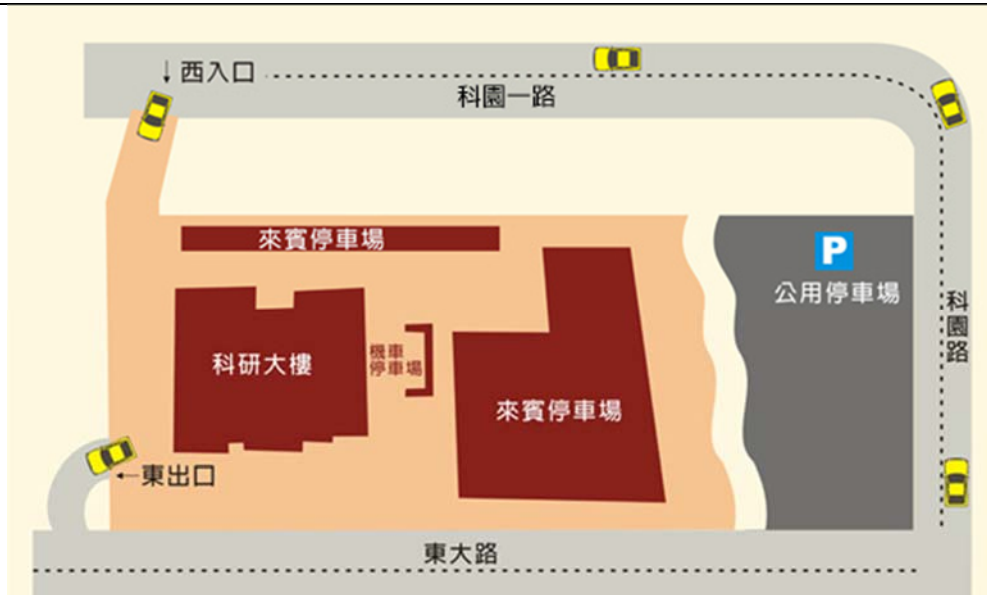 ↓西入口
科園一路
來賓停車場
P
公用停車場
科園路
科研大樓
機車
停車場
來賓停車場
←東出口
東大路